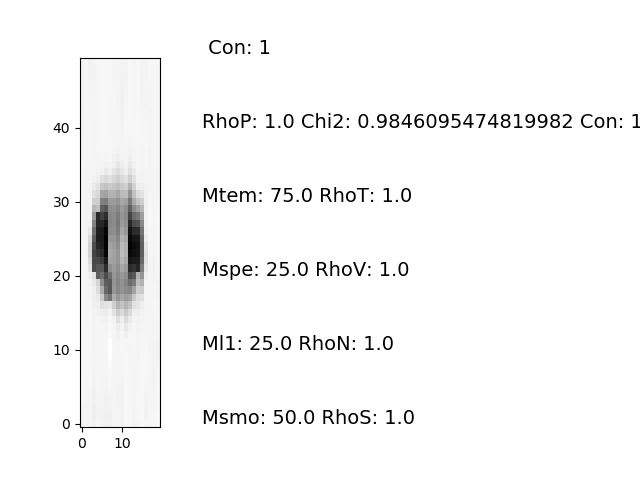 Con: 1
RhoP: 1.0 Chi2: 0.9846095474819982 Con: 1
Mtem: 75.0 RhoT: 1.0
Mspe: 25.0 RhoV: 1.0
Ml1: 25.0 RhoN: 1.0
Msmo: 50.0 RhoS: 1.0
40
30
20
10
0
0 10